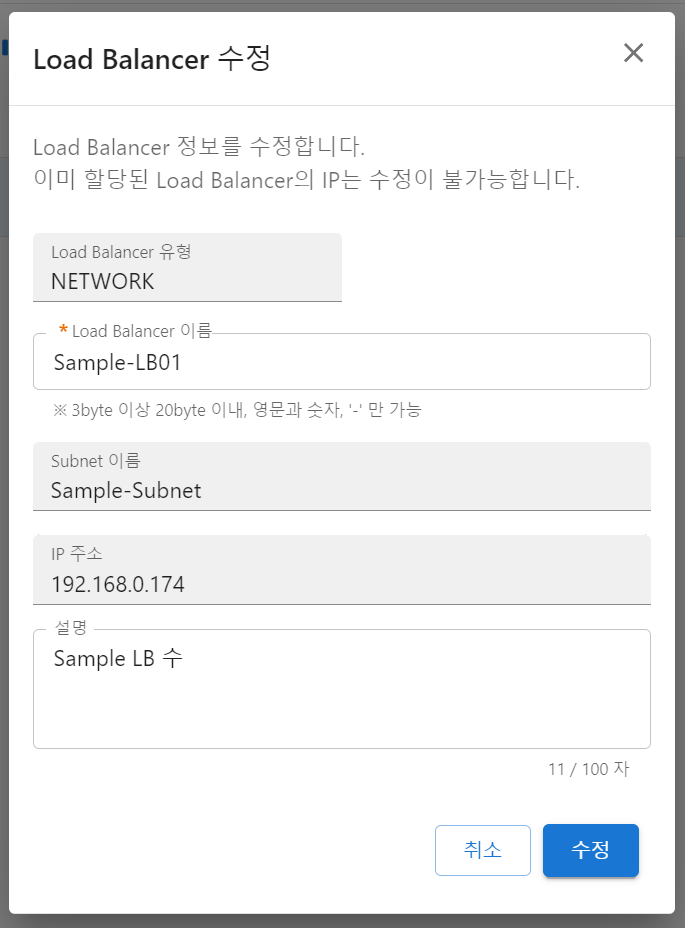 Load Balancer 수정
Load Balancer 정보를 수정합니다.
이미 할당된 Load Balancer의 IP는 수정이 불가능합니다.
Load Balancer 유형
NETWORK
* Load Balancer 이름
Sample-LB01
※ 3byte 이상 20byte 이내, 영문과 숫자, '-' 만 가능
Subnet 이름
Sample-Subnet
IP 주소
192.168.0.174
설명
Sample LB 수
11 / 100 자
취소
수정